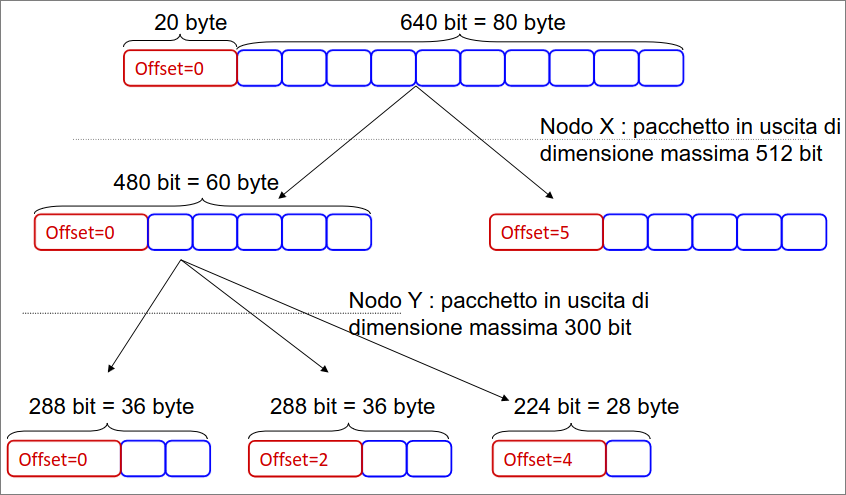 20 byte
640 bit = 80 byte
Offset=0
Nodo X : pacchetto in uscita di
dimensione massima 512 bit
480 bit = 60 byte
Offset=0
Offset=5
Nodo Y : pacchetto in uscita di
dimensione massima 300 bit
288 bit = 36 byte
288 bit = 36 byte
224 bit = 28 byte
Offset=0
Offset=2
Offset=4